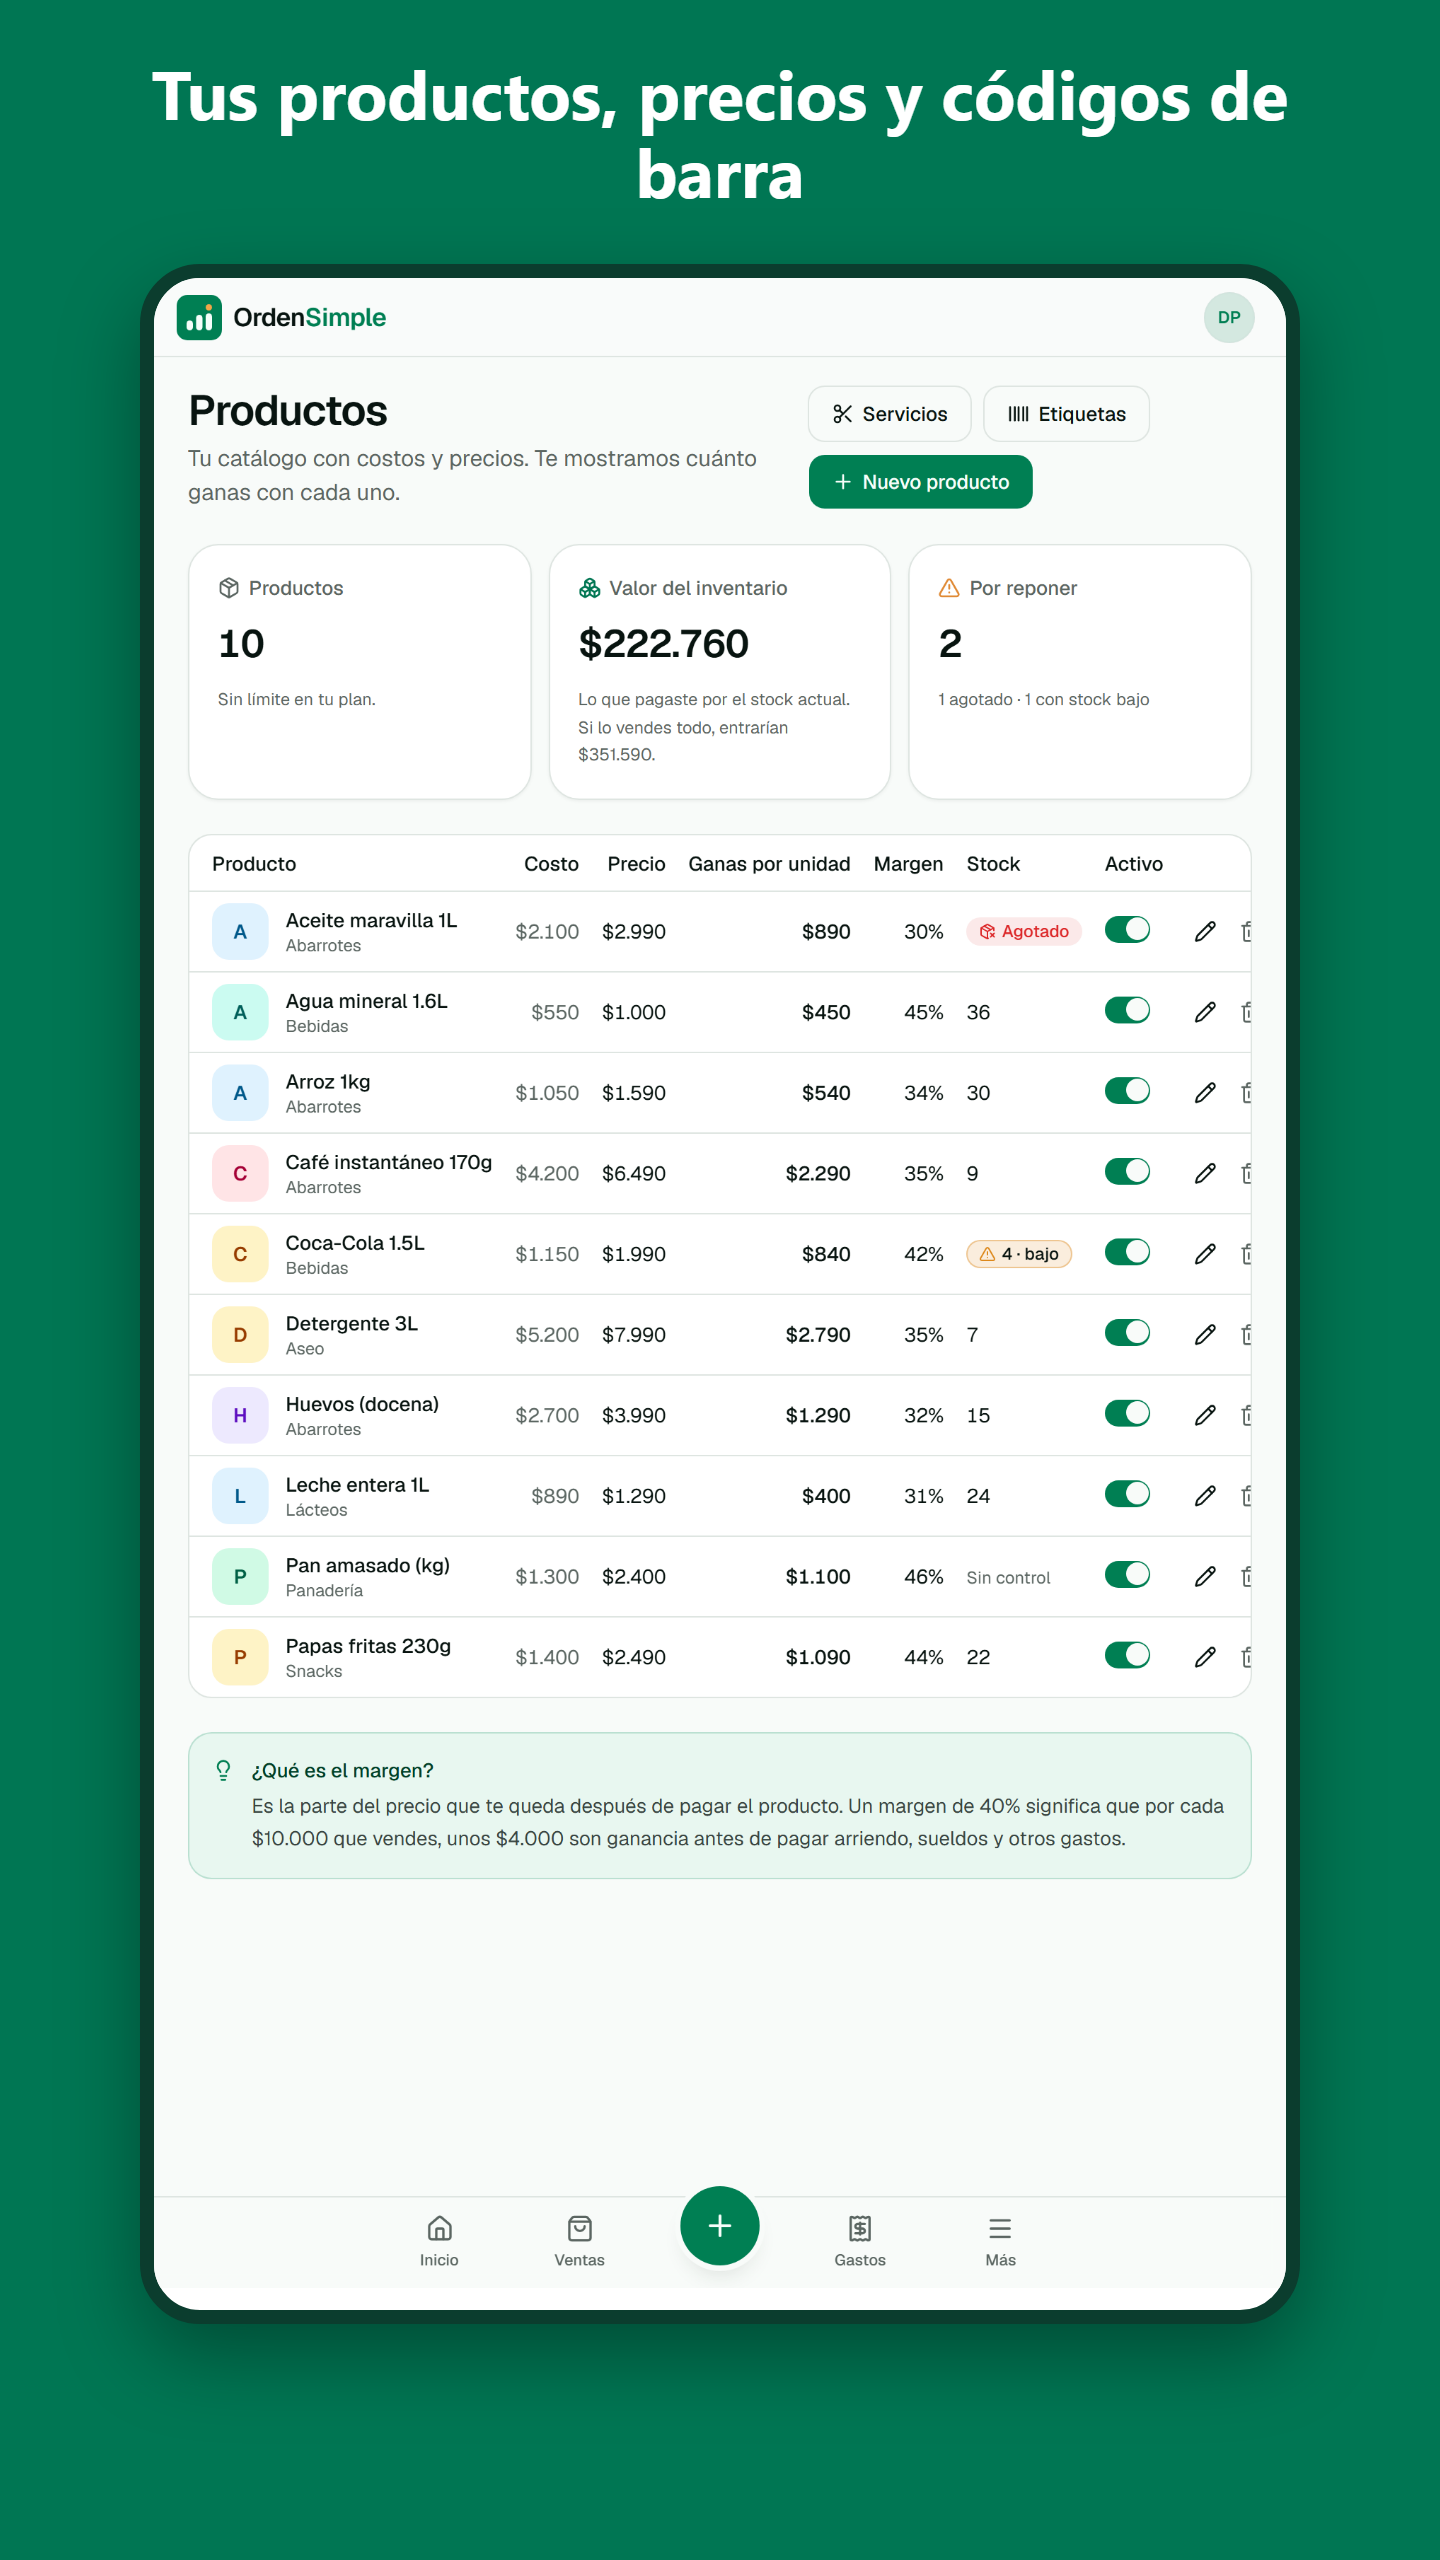 Tus productos, precios y códigos de
barra
OrdenSimple
DP
Productos
Tu catálogo con costos y precios. Te mostramos cuánto
ganas con cada uno.
Servicios
Etiquetas
Nuevo producto
Productos
10
Sin límite en tu plan.
Valor del inventario
$222.760
Lo que pagaste por el stock actual.
Si lo vendes todo, entrarían
$351.590.
Por reponer
2
1 agotado · 1 con stock bajo
Producto Costo Precio Ganas por unidad Margen Stock Activo
A Aceite maravilla 1L $2.100 $2.990 $890 30% Agotado
Abarrotes
A Agua mineral 1.6L $550 $1.000 $450 45% 36
Bebidas
A Arroz 1kg $1.050 $1.590 $540 34% 30
Abarrotes
C Café instantáneo 170g $4.200 $6.490 $2.290 35% 9
Abarrotes
C Coca-Cola 1.5L $1.150 $1.990 $840 42% 4 · bajo
Bebidas
D Detergente 3L $5.200 $7.990 $2.790 35% 7
Aseo
H Huevos (docena) $2.700 $3.990 $1.290 32% 15
Abarrotes
L Leche entera 1L $890 $1.290 $400 31% 24
Lácteos
P Pan amasado (kg) $1.300 $2.400 $1.100 46% Sin control
Panadería
P Papas fritas 230g $1.400 $2.490 $1.090 44% 22
Snacks
¿Qué es el margen?
Es la parte del precio que te queda después de pagar el producto. Un margen de 40% significa que por cada
$10.000 que vendes, unos $4.000 son ganancia antes de pagar arriendo, sueldos y otros gastos.
Inicio
Ventas
Gastos
Más